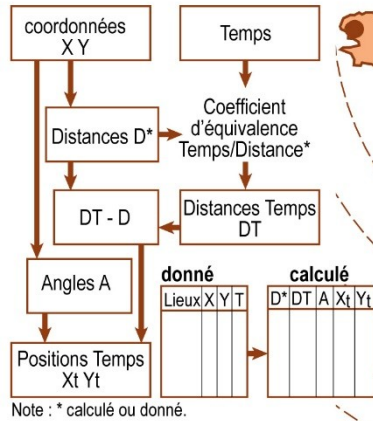 coordonnées
X Y
Temps
Distances D*
Coefficient
d'équivalence
Temps/Distance*
DT - D
Distances Temps
DT
Angles A
Positions Temps
Xt Yt
donné
Lieux X Y T
calculé
D* DT A Xt Yt
Note : * calculé ou donné.